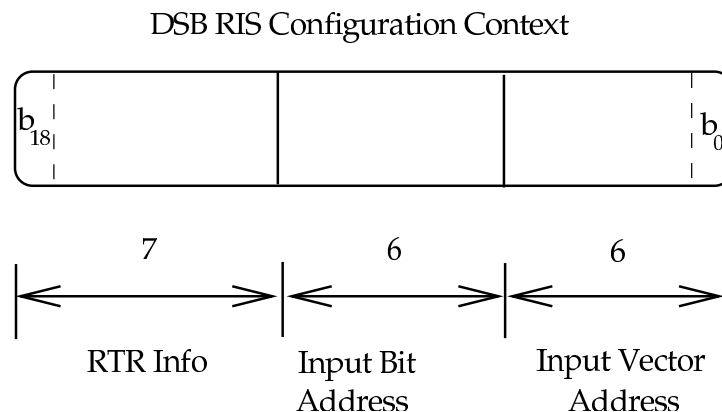 DSB RIS Configuration Context
b18 b0
7 6 6
RTR Info Input Bit Address Input Vector Address